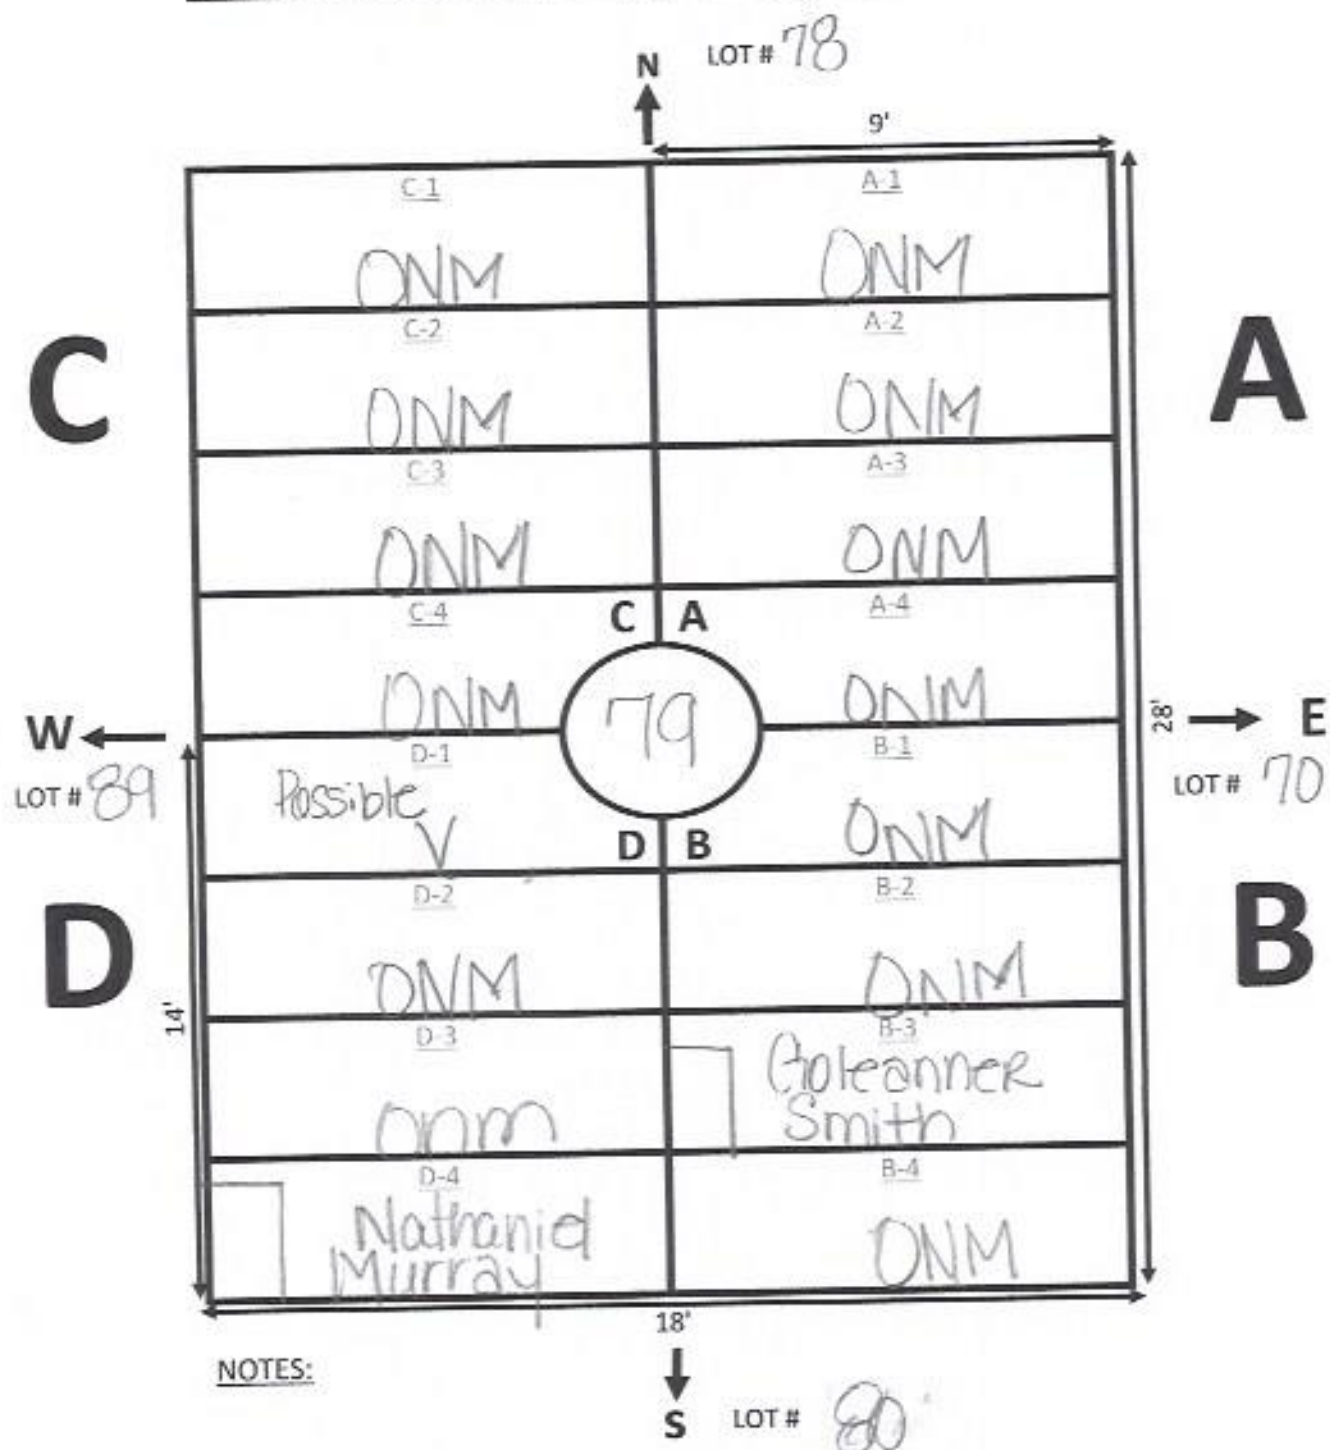 LOT # 78
N
9'
C-1
A-1
ONM
ONM
C-2
A-2
C
A
ONM
ONM
C-3
A-3
ONM
ONM
C-4
A-4
C A
ONM
79
ONM
W
28'
E
D-1
B-1
LOT # 89
LOT # 70
Possible
V
ONM
D B
D-2
B-2
D
B
ONM
ONM
14'
D-3
B-3
onm
Smith
D-4
B-4
Nathaniel
Murray
ONM
18'
NOTES:
S
LOT # 80